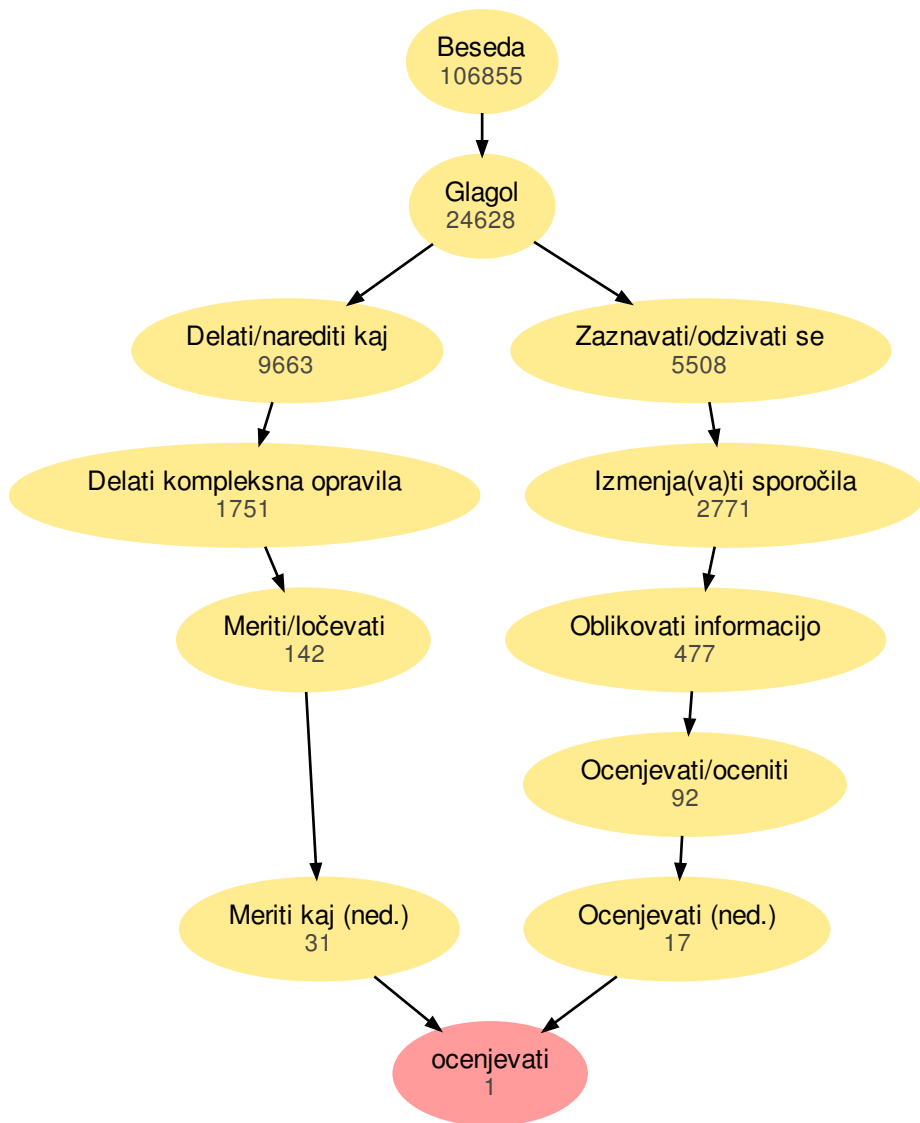 Beseda
106855
Glagol
24628
Delati/narediti kaj
9663
Zaznavati/odzivati se
5508
Delati kompleksna opravila
1751
Izmenja(va)ti sporočila
2771
Meriti/ločevati
142
Oblikovati informacijo
477
Ocenjevati/oceniti
92
Meriti kaj (ned.)
31
Ocenjevati (ned.)
17
ocenjevati
1